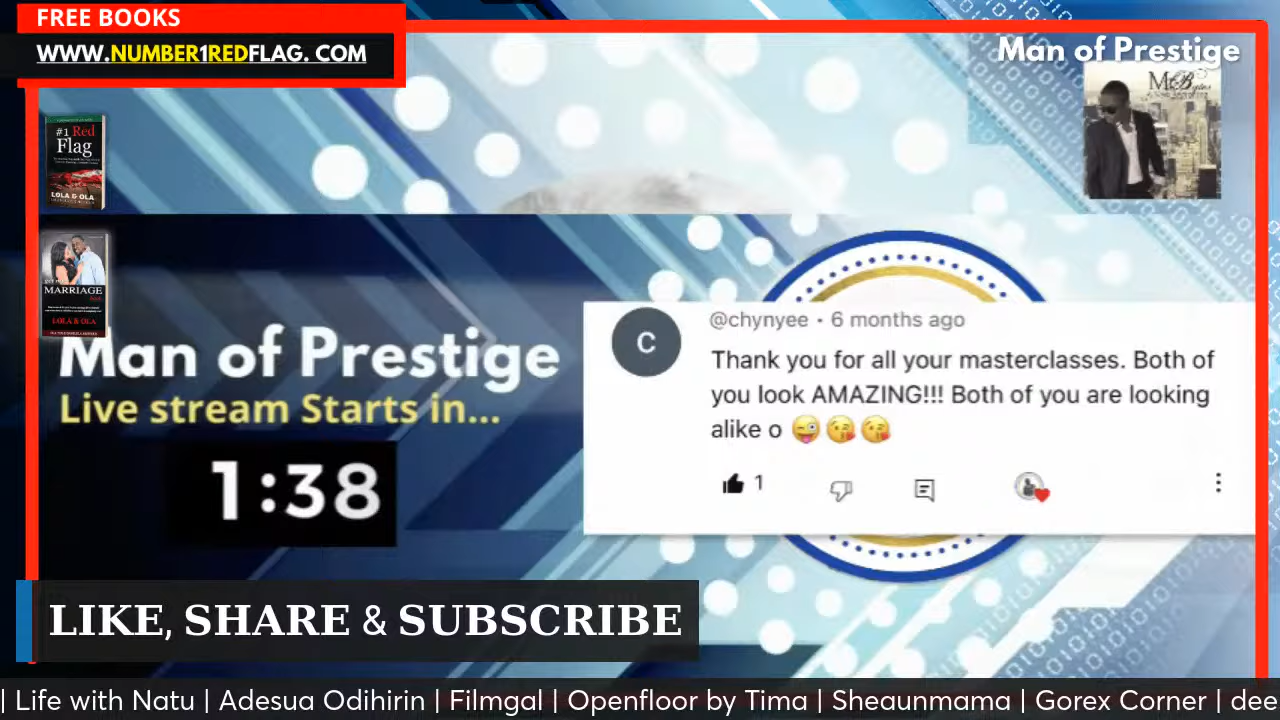 FREE BOOKS
WWW.NUMBER1REDFLAG. COM
Man of Prestige
#1 Red
Flag
LOLA & OLA
MARRIAGE
LOLA & OLA
Man of Prestige
Live stream Starts in...
1:38
@chynyee • 6 months ago
C
Thank you for all your masterclasses. Both of
you look AMAZING!!! Both of you are looking
alike o 😜 😘 😘
1
LIKE, SHARE & SUBSCRIBE
| Life with Natu | Adesua Odihirin | Filmgal | Openfloor by Tima | Sheaunmama | Gorex Corner | dee